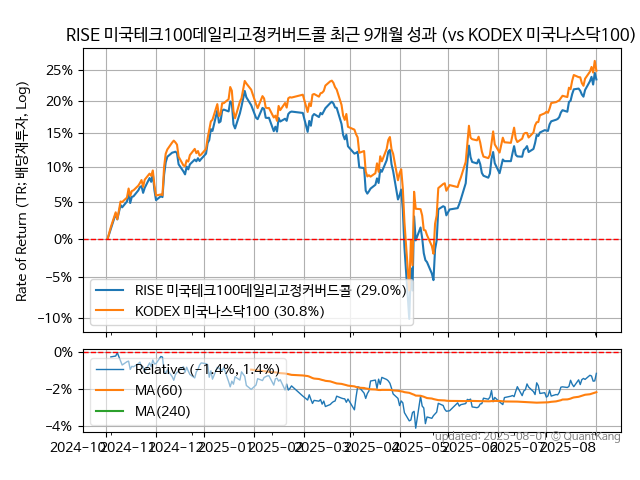 RISE 미국테크100데일리고정커버드콜 최근 9개월 성과 (vs KODEX 미국나스닥100)
Rate of Return (TR: 배당재투자, Log)
25%
20%
15%
10%
5%
0%
−5%
−10%
RISE 미국테크100데일리고정커버드콜 (29.0%)
KODEX 미국나스닥100 (30.8%)
0%
−2%
−4%
Relative (−1.4%, 1.4%)
MA(60)
MA(240)
updated: 2025-08-01 © QuantKang
2024−10 2024−11 2024−12 2025−01 2025−02 2025−03 2025−04 2025−05 2025−06 2025−07 2025−08